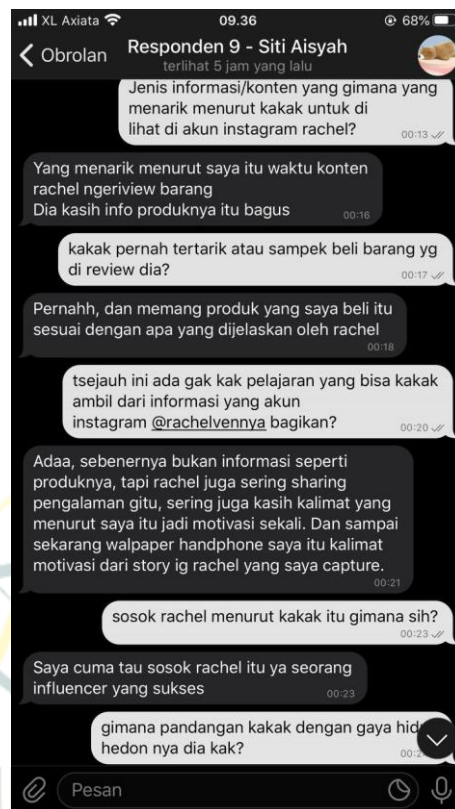 XL Axiata 09.36 68%
Obrolan
Responden 9 - Siti Aisyah
terlihat 5 jam yang lalu
Jenis informasi/konten yang gimana yang
menarik menurut kakak untuk di
lihat di akun instagram rachel? 00:13
Yang menarik menurut saya itu waktu konten
rachel ngeriview barang
Dia kasih info produknya itu bagus 00:16
kakak pernah tertarik atau sampek beli barang yg
di review dia? 00:17
Pernahh, dan memang produk yang saya beli itu
sesuai dengan apa yang dijelaskan oleh rachel
00:18
tsejauh ini ada gak kak pelajaran yang bisa kakak
ambil dari informasi yang akun
instagram @rachelvennya bagikan? 00:20
Adaa, sebenernya bukan informasi seperti
produknya, tapi rachel juga sering sharing
pengalaman gitu, sering juga kasih kalimat yang
menurut saya itu jadi motivasi sekali. Dan sampai
sekarang walpaper handphone saya itu kalimat
motivasi dari story ig rachel yang saya capture.
00:21
sosok rachel menurut kakak itu gimana sih?
00:23
Saya cuma tau sosok rachel itu ya seorang
influencer yang sukses 00:23
gimana pandangan kakak dengan gaya
hedon nya dia kak?
Pesan